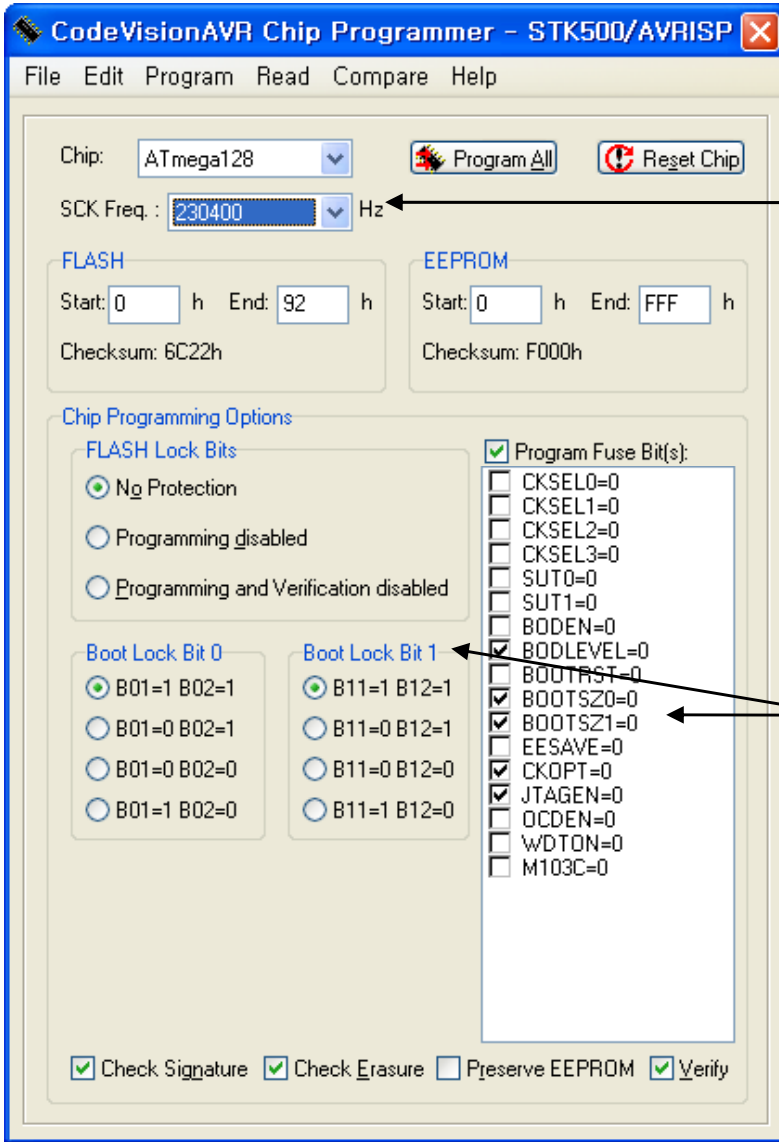 CodeVisionAVR Chip Programmer - STK500/AVRISP
File Edit Program Read Compare Help
Chip: ATmega128 Program All Reset Chip
SCK Freq. : 230400 Hz
FLASH
Start: 0 h End: 92 h
Checksum: 6C22h
EEPROM
Start: 0 h End: FFF h
Checksum: F000h
Chip Programming Options
FLASH Lock Bits
No Protection
Programming disabled
Programming and Verification disabled
Boot Lock Bit 0
B01=1 B02=1
B01=0 B02=1
B01=0 B02=0
B01=1 B02=0
Boot Lock Bit 1
B11=1 B12=1
B11=0 B12=1
B11=0 B12=0
B11=1 B12=0
Program Fuse Bit(s):
CKSEL0=0
CKSEL1=0
CKSEL2=0
CKSEL3=0
SUT0=0
SUT1=0
BODEN=0
BODLEVEL=0
BOOTRST=0
BOOTSZ0=0
BOOTSZ1=0
EESAVE=0
CKOPT=0
JTAGEN=0
OCDEN=0
WDTON=0
M103C=0
Check Signature Check Erasure Preserve EEPROM Verify